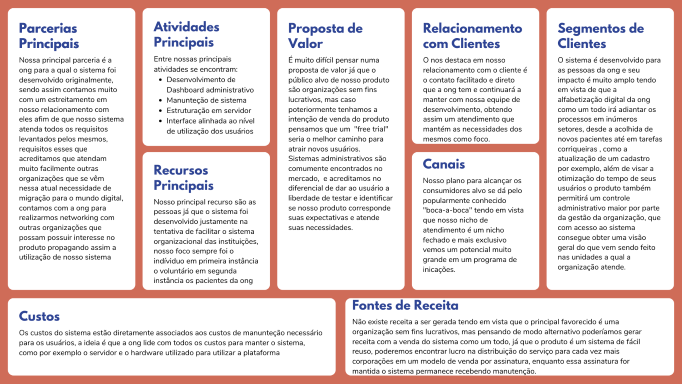 Parcerias
Principais
Nossa principal parceria é a
ong para a qual o sistema foi
desenvolvido originalmente,
sendo assim contamos muito
com um estreitamento em
nosso relacionamento com
eles afim de que nosso sistema
atenda todos os requisitos
levantados pelos mesmos,
requisitos esses que
acreditamos que atendam
muito facilmente outras
organizações que se vêm
nessa atual necessidade de
migração para o mundo digital,
contamos com a ong para
realizarmos networking com
outras organizações que
possam possuir interesse no
produto propagando assim a
utilização de nosso sistema
Atividades
Principais
Entre nossas principais
atividades se encontram:
• Desenvolvimento de
Dashboard administrativo
• Manunteção de sistema
• Estruturação em servidor
• Interface alinhada ao nível
de utilização dos usuários
Recursos
Principais
Nosso principal recurso são as
pessoas já que o sistema foi
desenvolvido justamente na
tentativa de facilitar o sistema
organizacional das instituições,
nosso foco sempre foi o
indivíduo em primeira instância
o voluntário em segunda
instância os pacientes da ong
Proposta de
Valor
É muito difícil pensar numa
proposta de valor já que o
público alvo de nosso produto
são organizações sem fins
lucrativos, mas caso
poteriormente tenhamos a
intenção de venda do produto
pensamos que um "free trial"
seria o melhor caminho para
atrair novos usuários.
Sistemas administrativos são
comumente encontrados no
mercado, e acreditamos no
diferencial de dar ao usuário a
liberdade de testar e identificar
se nosso produto corresponde
suas expectativas e atende
suas necessidades.
Relacionamento
com Clientes
O nos destaca em nosso
relacionamento com o cliente é
o contato facilitado e direto
que a ong tem e continuará a
manter com nossa equipe de
desenvolvimento, obtendo
assim um atendimento que
mantém as necessidades dos
mesmos como foco.
Canais
Nosso plano para alcançar os
consumidores alvo se dá pelo
popularmente conhecido
"boca-a-boca" tendo em vista
que nosso nicho de
atendimento é um nicho
fechado e mais exclusivo
vemos um potencial muito
grande em um programa de
inicações.
Segmentos de
Clientes
O sistema é desenvolvido para
as pessoas da ong e seu
impacto é muito amplo tendo
em vista de que a
alfabetização digital da ong
como um todo irá adiantar os
processos em inúmeros
setores, desde a acolhida de
novos pacientes até em tarefas
corriqueiras , como a
atualização de um cadastro
por exemplo, além de visar a
otimização do tempo de seus
usuários o produto também
permitirá um controle
administrativo maior por parte
da gestão da organização, que
com acesso ao sistema
consegue obter uma visão
geral do que vem sendo feito
nas unidades a qual a
organização atende.
Custos
Os custos do sistema estão diretamente associados aos custos de manunteção necessário
para os usuários, a ideia é que a ong lide com todos os custos para manter o sistema,
como por exemplo o servidor e o hardware utilizado para utilizar a plataforma
Fontes de Receita
Não existe receita a ser gerada tendo em vista que o principal favorecido é uma
organização sem fins lucrativos, mas pensando de modo alternativo poderíamos gerar
receita com a venda do sistema como um todo, já que o produto é um sistema de fácil
reuso, poderemos encontrar lucro na distribuição do serviço para cada vez mais
corporações em um modelo de venda por assinatura, enquanto essa assinatura for
mantida o sistema permanece recebendo manuntenção.